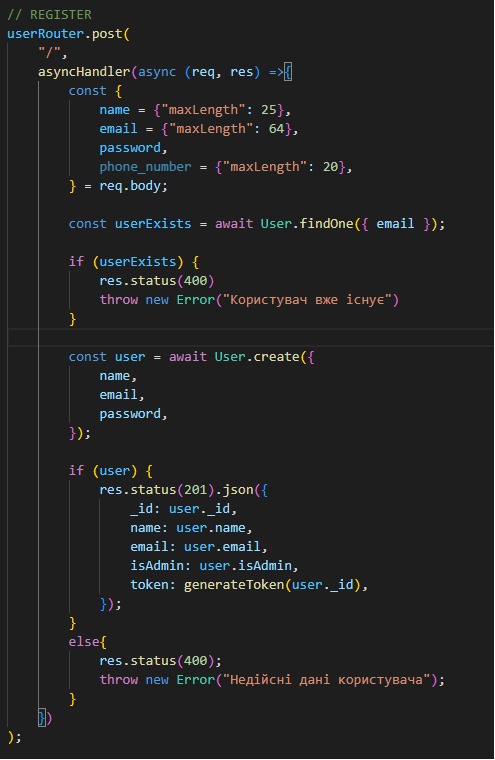 // REGISTER
userRouter.post(
"/",
asyncHandler(async (req, res) =>{
const {
name = {"maxLength": 25},
email = {"maxLength": 64},
password,
phone_number = {"maxLength": 20},
} = req.body;
const userExists = await User.findOne({ email });
if (userExists) {
res.status(400)
throw new Error("Користувач вже існує")
}
const user = await User.create({
name,
email,
password,
});
if (user) {
res.status(201).json({
_id: user._id,
name: user.name,
email: user.email,
isAdmin: user.isAdmin,
token: generateToken(user._id),
});
}
else{
res.status(400);
throw new Error("Недійсні дані користувача");
}
})
);